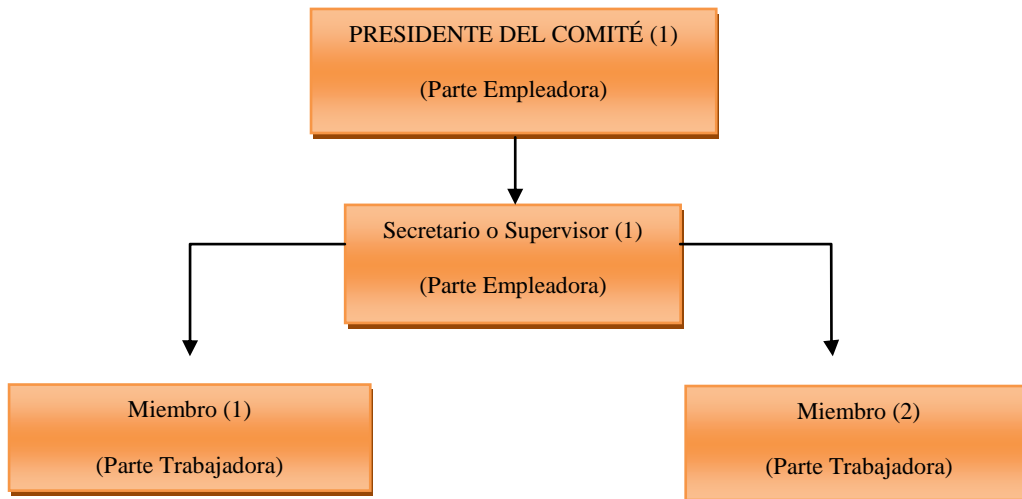 PRESIDENTE DEL COMITÉ (1)
(Parte Empleadora)
Secretario o Supervisor (1)
(Parte Empleadora)
Miembro (1)
(Parte Trabajadora)
Miembro (2)
(Parte Trabajadora)